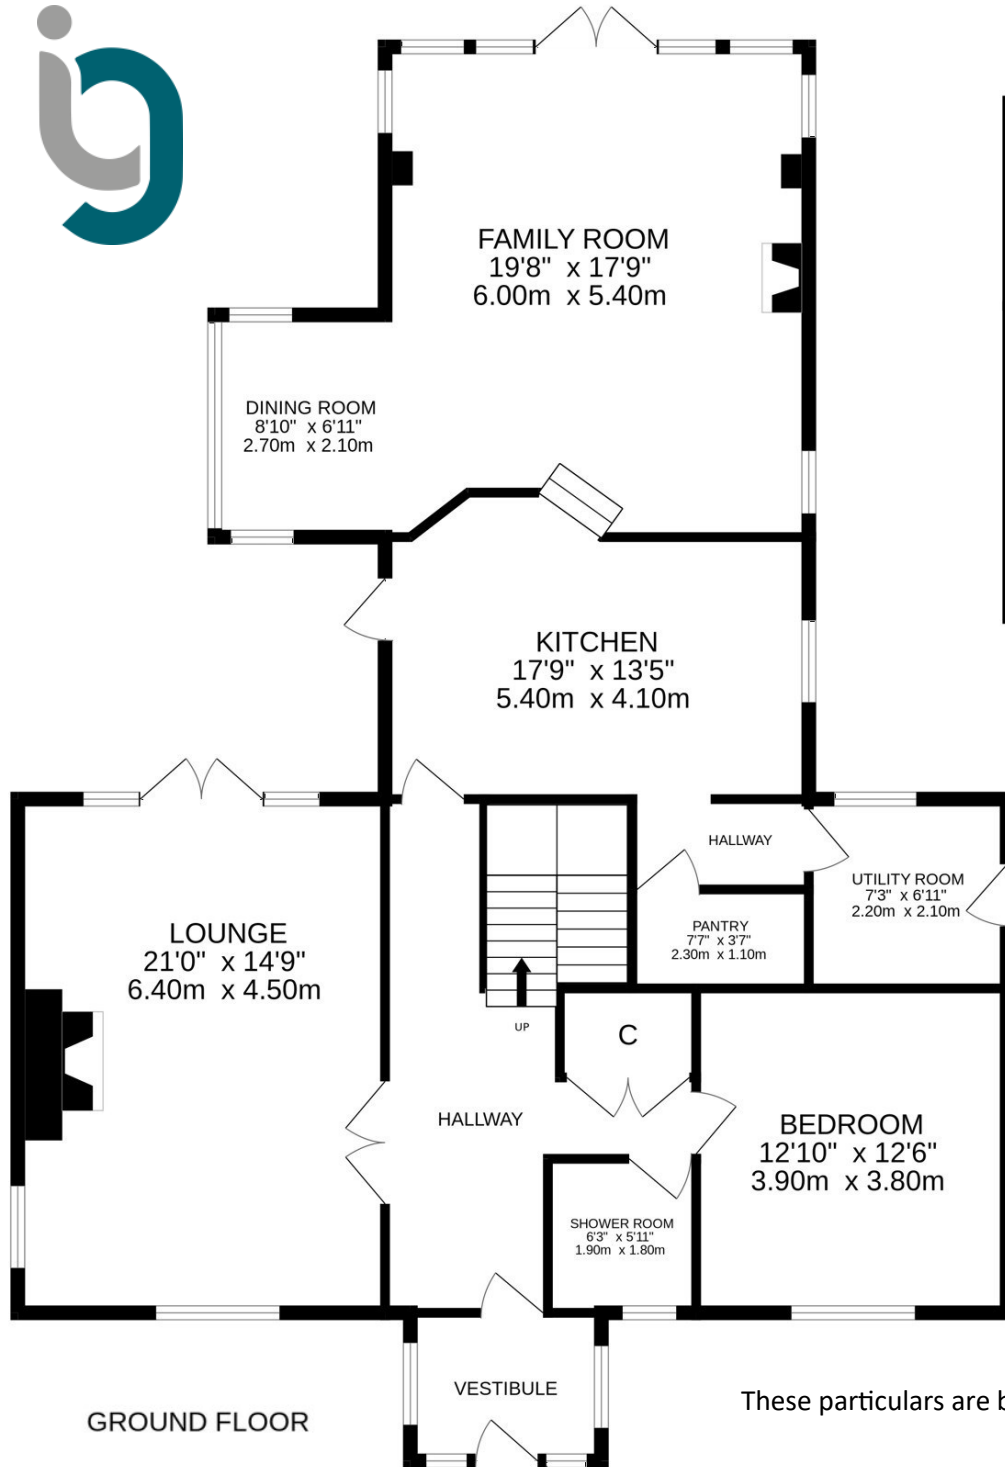 FAMILY ROOM
19'8" x 17'9"
6.00m x 5.40m
DINING ROOM
8'10" x 6'11"
2.70m x 2.10m
KITCHEN
17'9" x 13'5"
5.40m x 4.10m
HALLWAY
UTILITY ROOM
7'3" x 6'11"
2.20m x 2.10m
PANTRY
7'7" x 3'7"
2.30m x 1.10m
LOUNGE
21'0" x 14'9"
6.40m x 4.50m
UP
C
HALLWAY
BEDROOM
12'10" x 12'6"
3.90m x 3.80m
SHOWER ROOM
6'3" x 5'11"
1.90m x 1.80m
VESTIBULE
GROUND FLOOR
These particulars are b